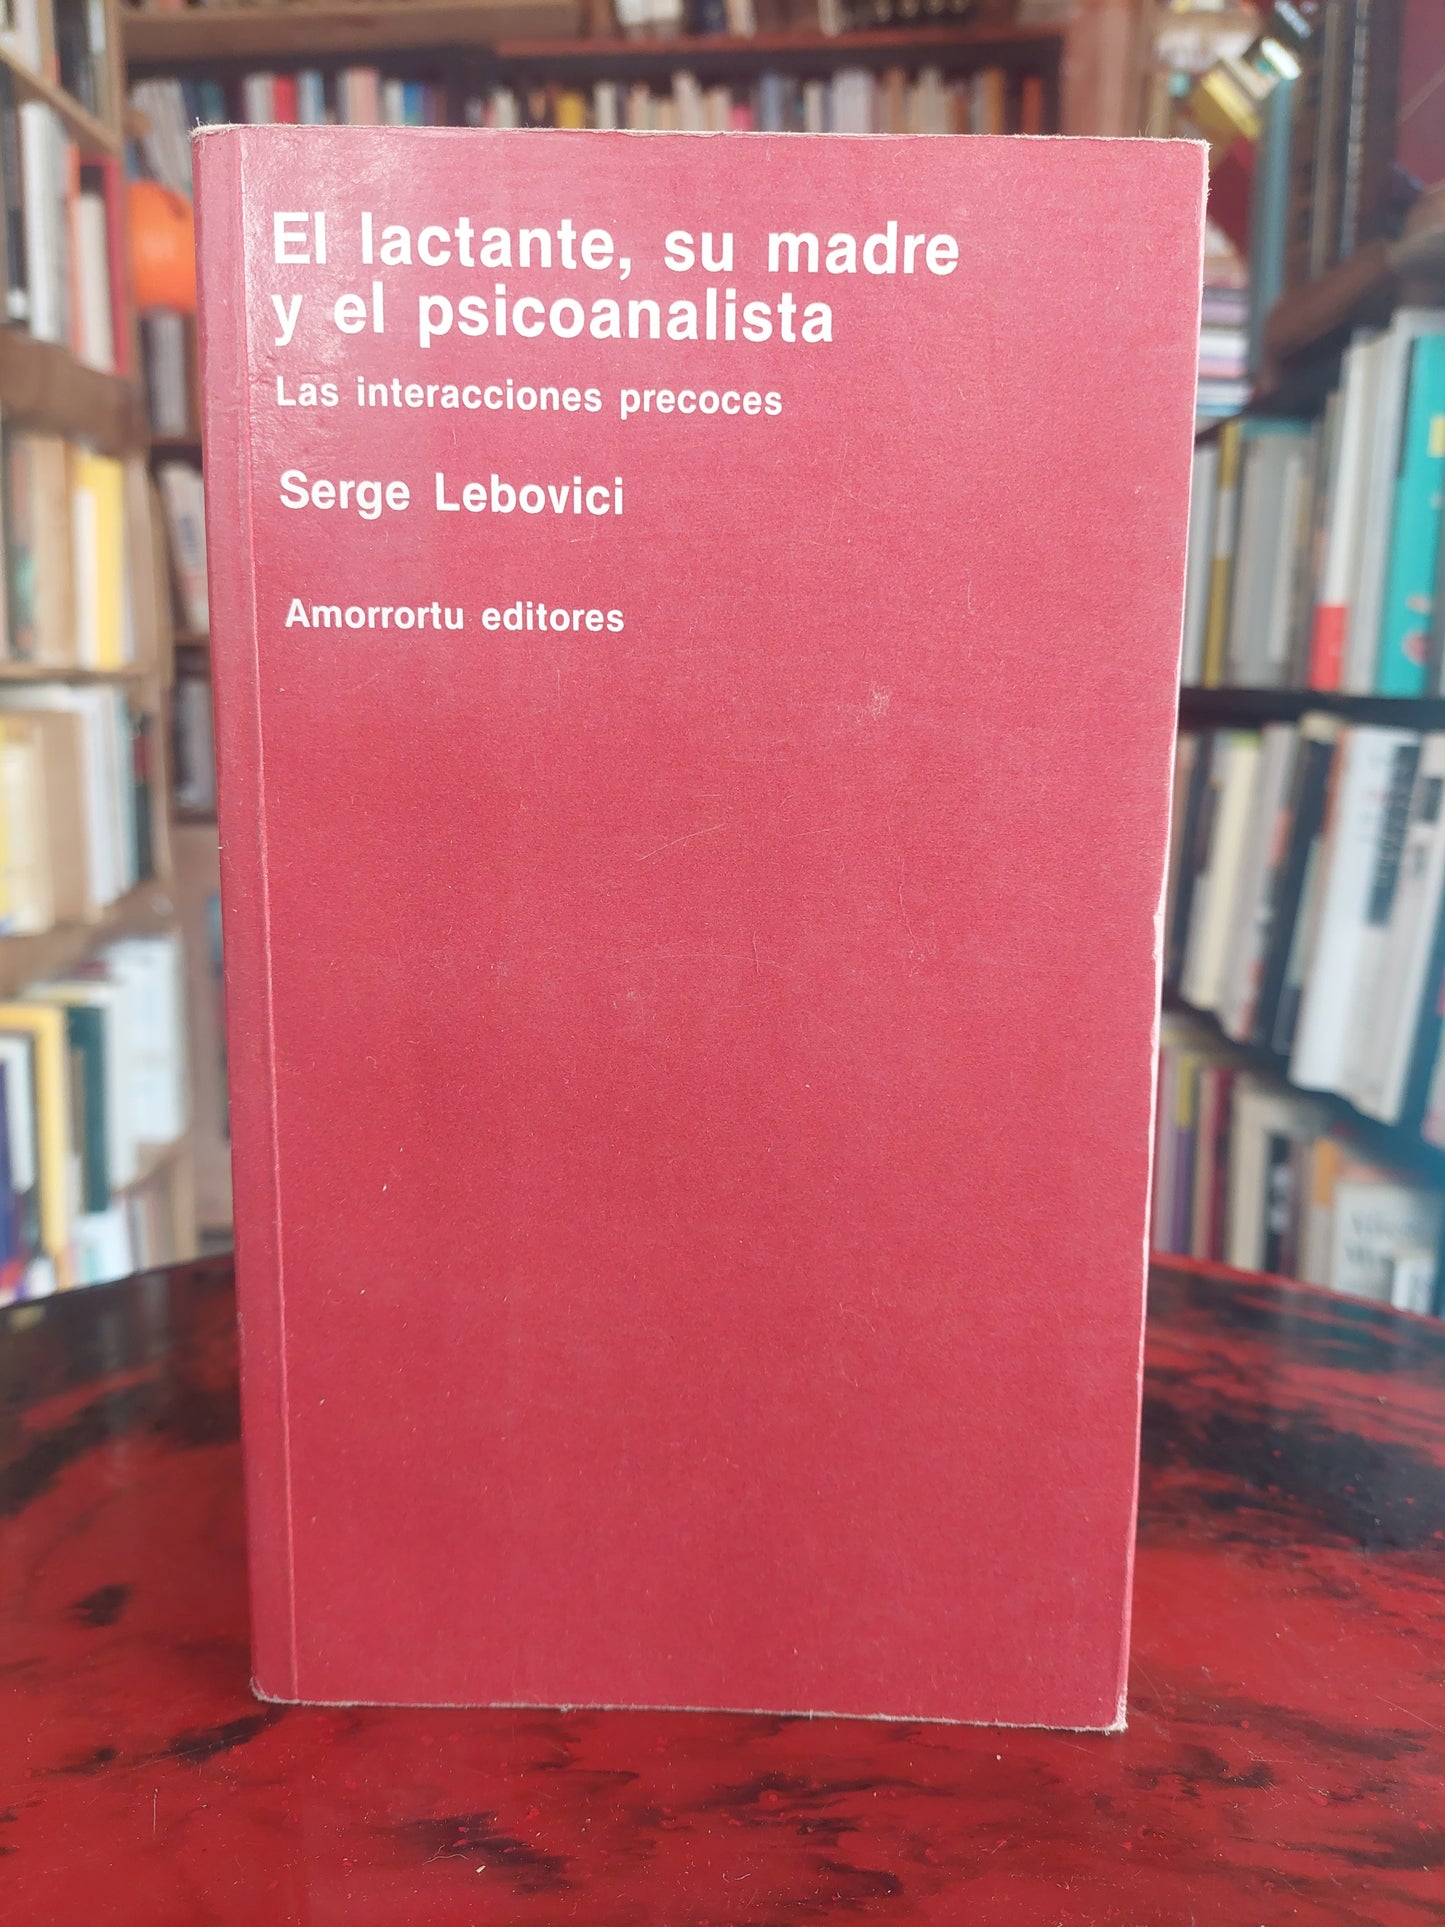 El lactante, su madre
y el psicoanalista
Las interacciones precoces
Serge Lebovici
Amorrortu editores